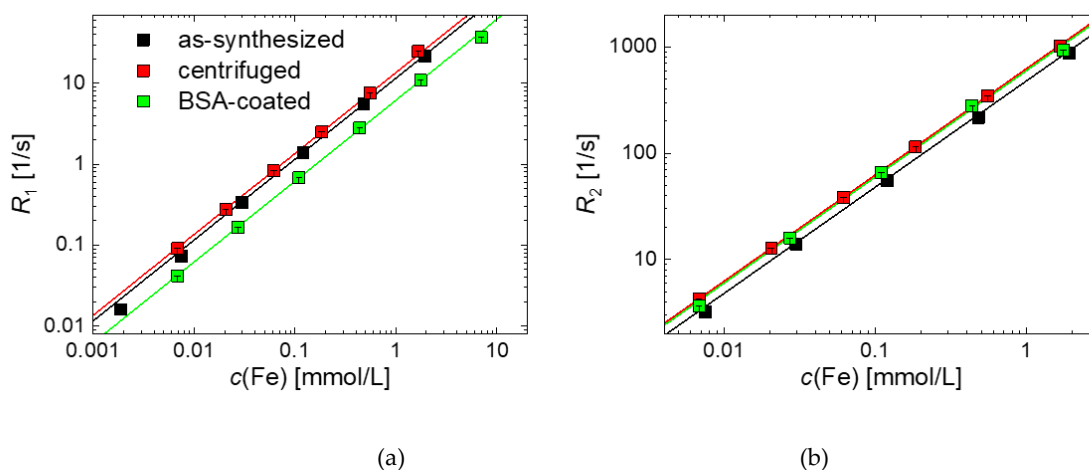 as-synthesized
centrifuged
BSA-coated
10
1
0.1
0.01
R1 [1/s]
0.001
0.01
0.1
1
10
c(Fe) [mmol/L]
1000
100
10
R2 [1/s]
0.01
0.1
1
c(Fe) [mmol/L]
(a)
(b)